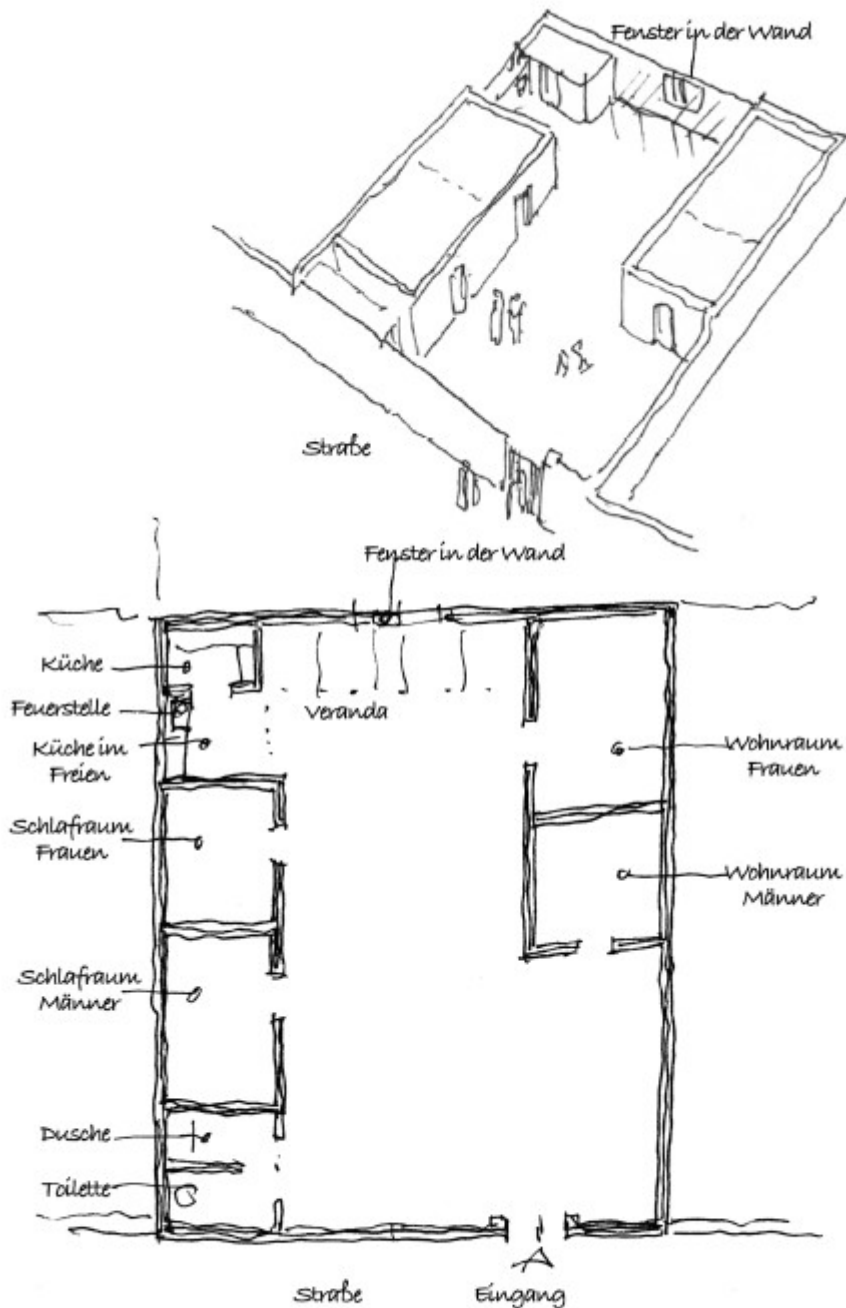 Fenster in der Wand
Straße
Fenster in der Wand
Küche
Feuerstelle
Veranda
Küche im
Freien
Wohnraum
Frauen
Schlafraum
Frauen
Wohnraum
Männer
Schlafraum
Männer
Dusche
Toilette
Straße
Eingang